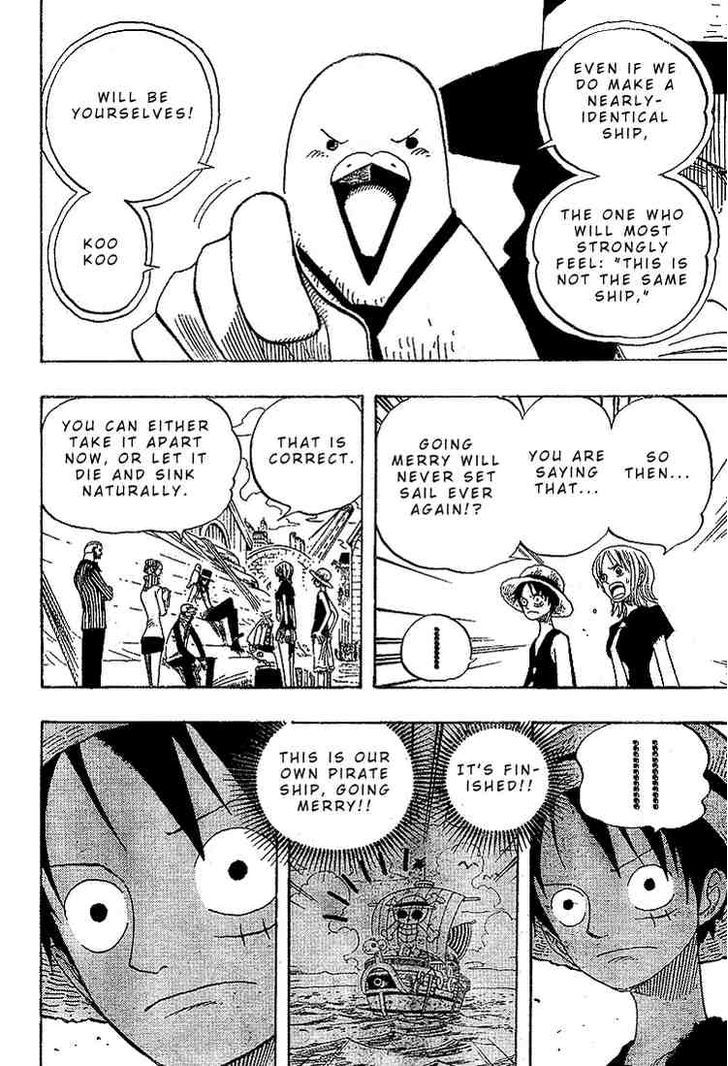 EVEN IF WE
DO MAKE A
NEARLY-
IDENTICAL
SHIP,
THE ONE WHO
WILL MOST
STRONGLY
FEEL: "THIS IS
NOT THE SAME
SHIP,"
WILL BE
YOURSELVES!
KOO
KOO
SO
THEN...
YOU ARE
SAYING
THAT...
GOING
MERRY WILL
NEVER SET
SAIL EVER
AGAIN!?
THAT IS
CORRECT.
YOU CAN EITHER
TAKE IT APART
NOW, OR LET IT
DIE AND SINK
NATURALLY.
IT'S FIN-
ISHED!!
THIS IS OUR
OWN PIRATE
SHIP, GOING
MERRY!!